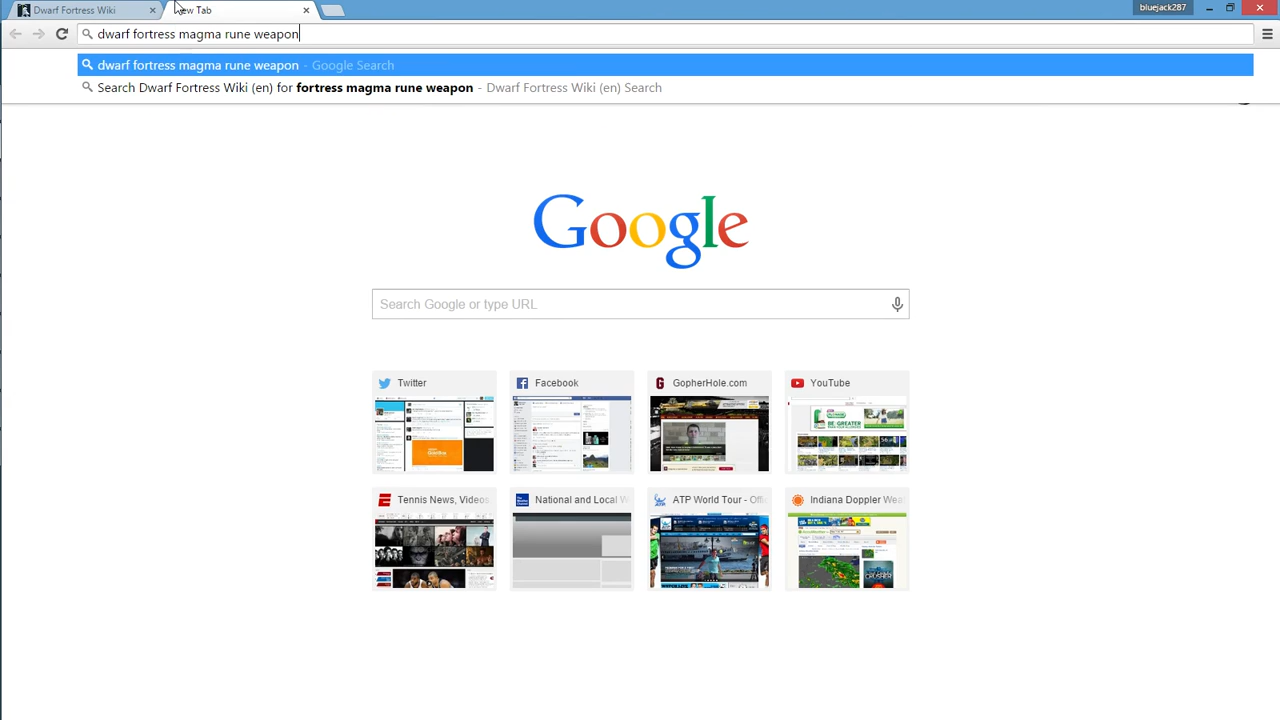 Dwarf Fortress Wiki
ew Tab
bluejack287
dwarf fortress magma rune weapon
dwarf fortress magma rune weapon - Google Search
Search Dwarf Fortress Wiki (en) for fortress magma rune weapon - Dwarf Fortress Wiki (en) Search
Google
Search Google or type URL
Twitter
Facebook
GopherHole.com
YouTube
Tennis News, Videos
National and Local W
ATP World Tour - Offi
Indiana Doppler Wea